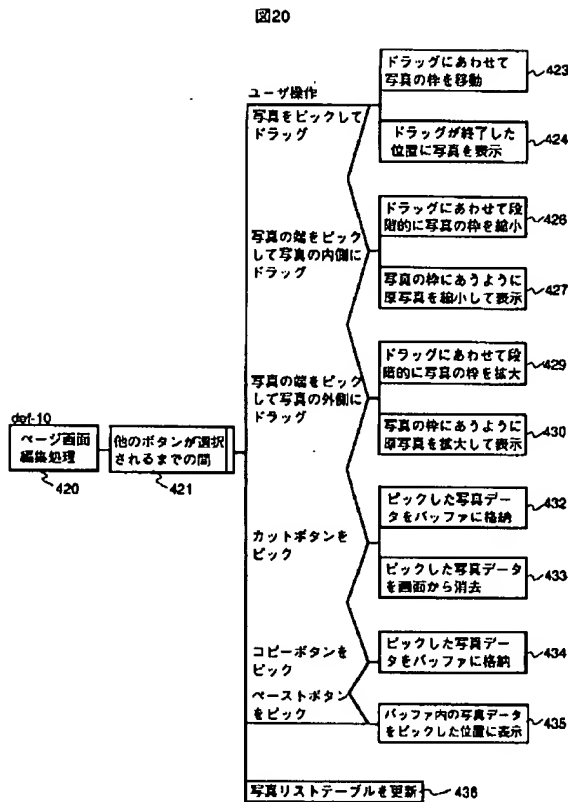 図20
ユーザ操作
写真をピックして
ドラッグ
ドラッグにあわせて
写真の枠を移動
423
ドラッグが終了した
位置に写真を表示
424
写真の端をピック
して写真の内側に
ドラッグ
ドラッグにあわせて段
階的に写真の枠を縮小
426
写真の枠にあうように
原写真を縮小して表示
427
写真の端をピック
して写真の外側に
ドラッグ
ドラッグにあわせて段
階的に写真の枠を拡大
429
写真の枠にあうように
原写真を拡大して表示
430
def-10
ページ画面
編集処理
420
他のボタンが選択
されるまでの間
421
カットボタンを
ピック
ピックした写真デー
タをバッファに格納
432
ピックした写真データ
を画面から消去
433
コピーボタンを
ピック
ピックした写真デー
タをバッファに格納
434
ペーストボタン
をピック
バッファ内の写真データ
をピックした位置に表示
435
写真リストテーブルを更新
436